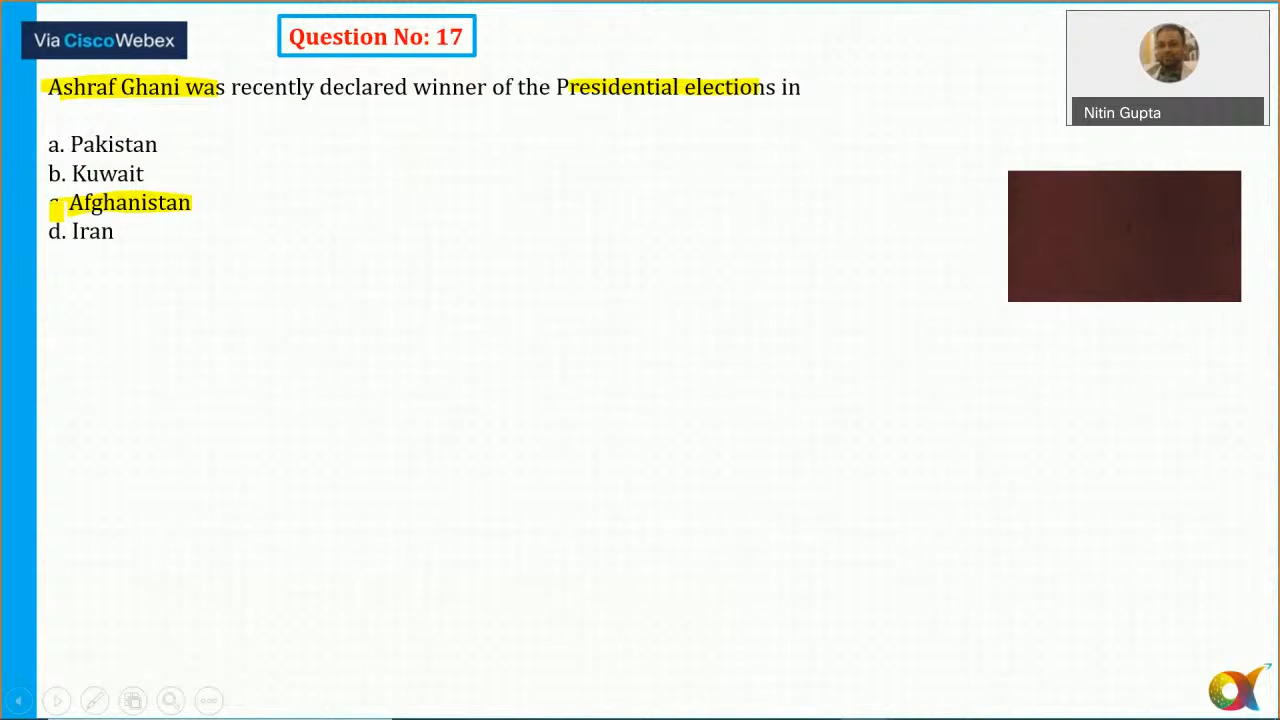 Via CiscoWebex
Question No: 17
Nitin Gupta
Ashraf Ghani was recently declared winner of the Presidential elections in
a. Pakistan
b. Kuwait
c. Afghanistan
d. Iran